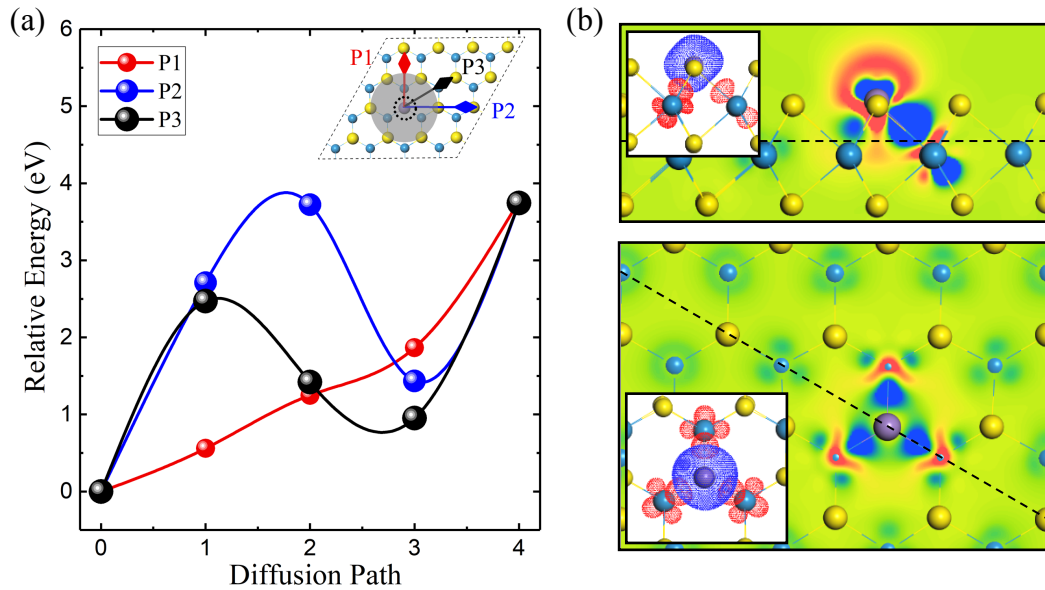 (a)
Relative Energy (eV)
6
5
4
3
2
1
0
0 1 2 3 4
Diffusion Path
P1
P2
P3
P1
P3
P2
(b)